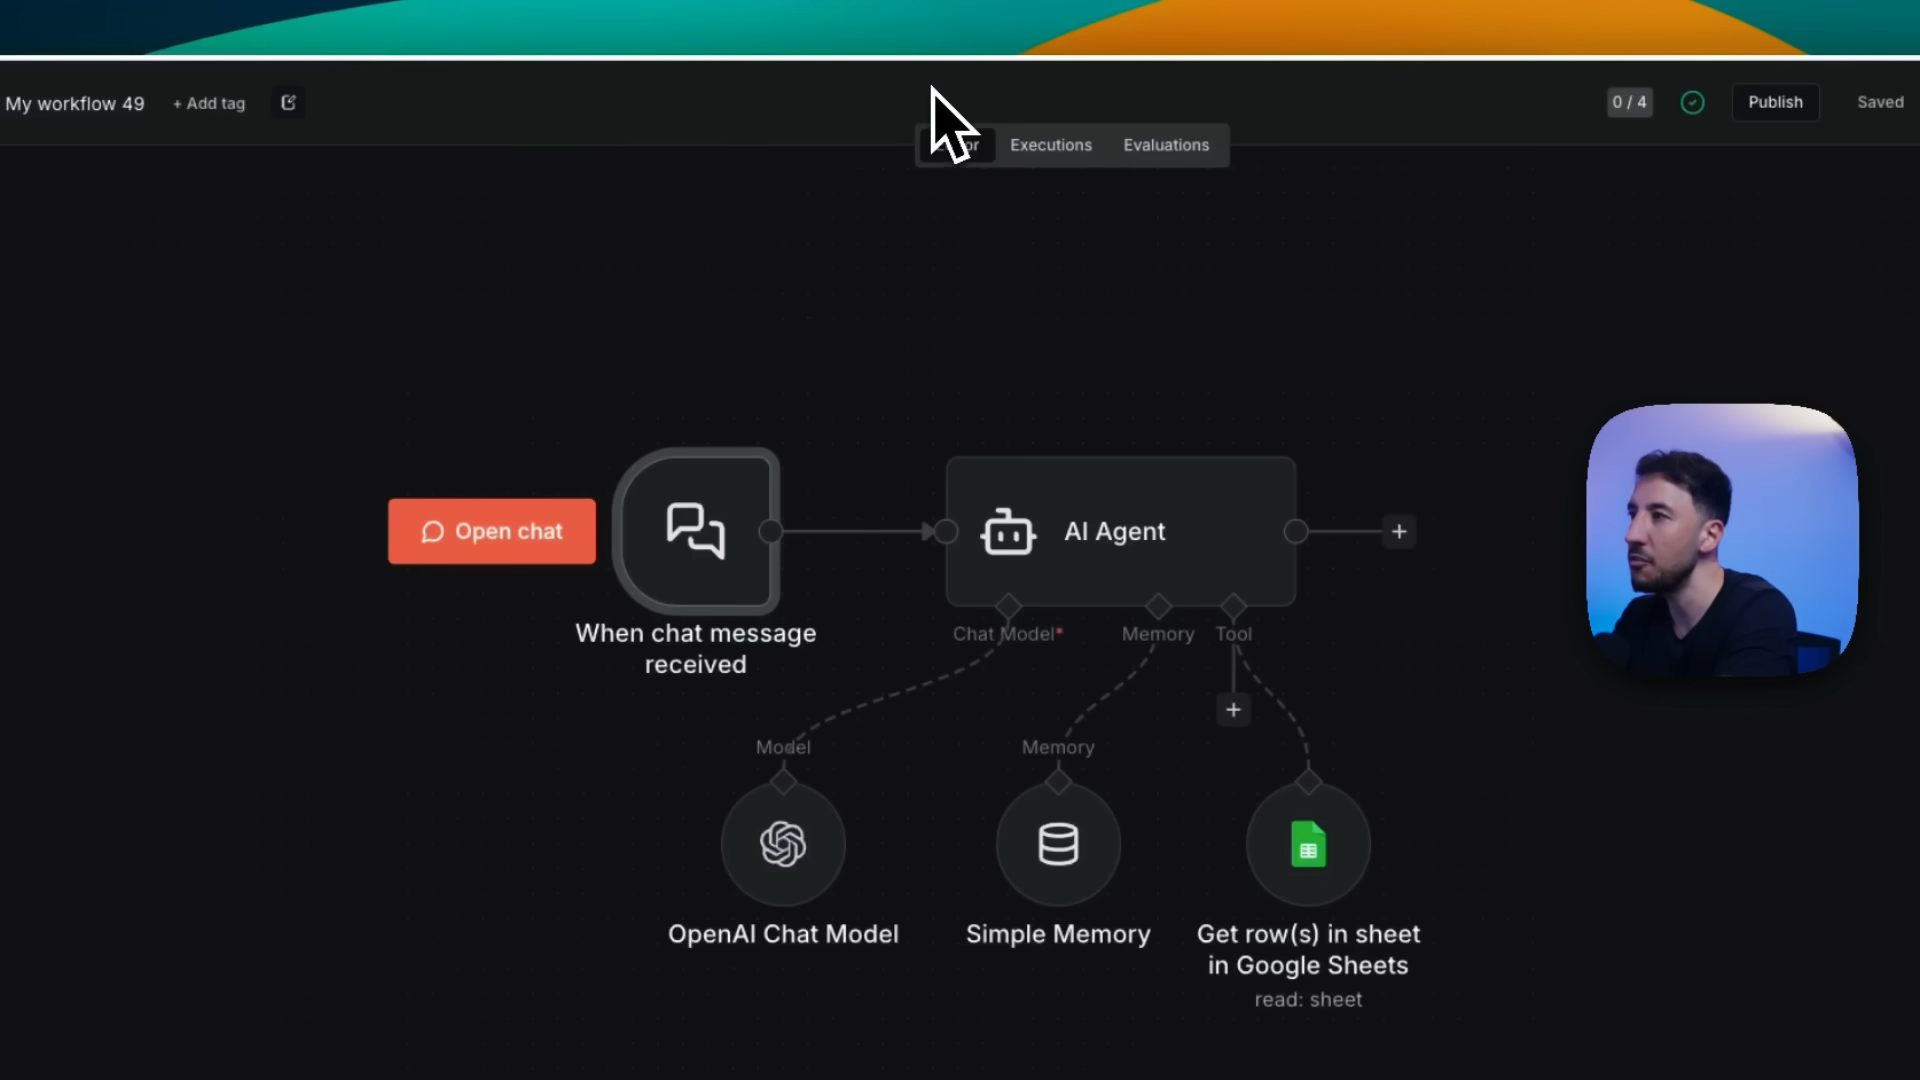 My workflow 49
+ Add tag
0 / 4
Publish
Saved
Executions
Evaluations
Open chat
When chat message
received
AI Agent
Chat Model*
Memory
Tool
Model
Memory
OpenAI Chat Model
Simple Memory
Get row(s) in sheet
in Google Sheets
read: sheet